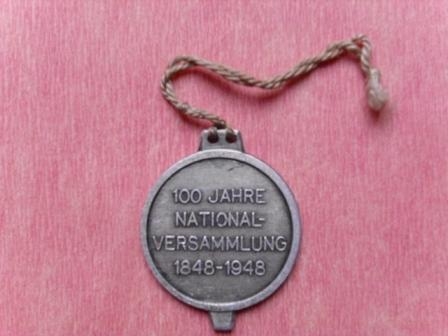 100 JAHRE
NATIONAL-
VERSAMMLUNG
1848-1948